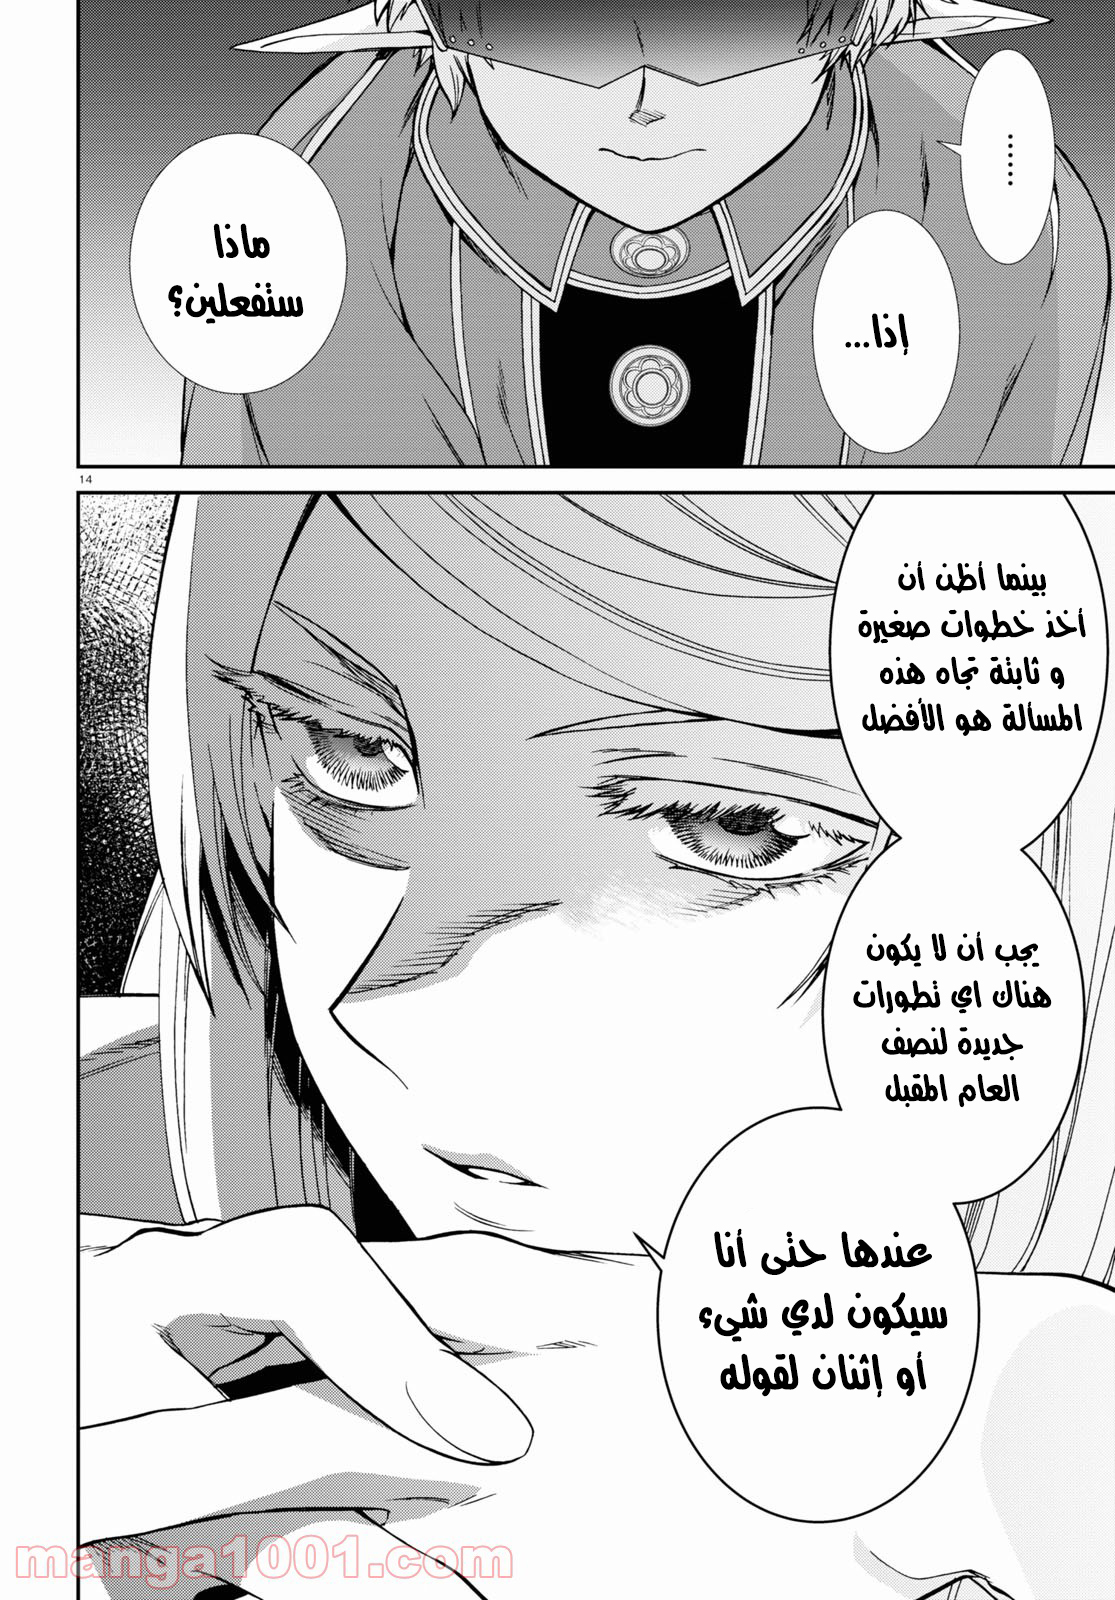 ......
إذا...
ماذا
ستفعلين؟
14
بينما أظن أن
أخذ خطوات صغيرة
و ثابتة تجاه هذه
المسألة هو الأفضل
يجب أن لا يكون
هناك اي تطورات
جديدة لنصف
العام المقبل
عندها حتى أنا
سيكون لدي شيء
أو إثنان لقوله
manga1001.com